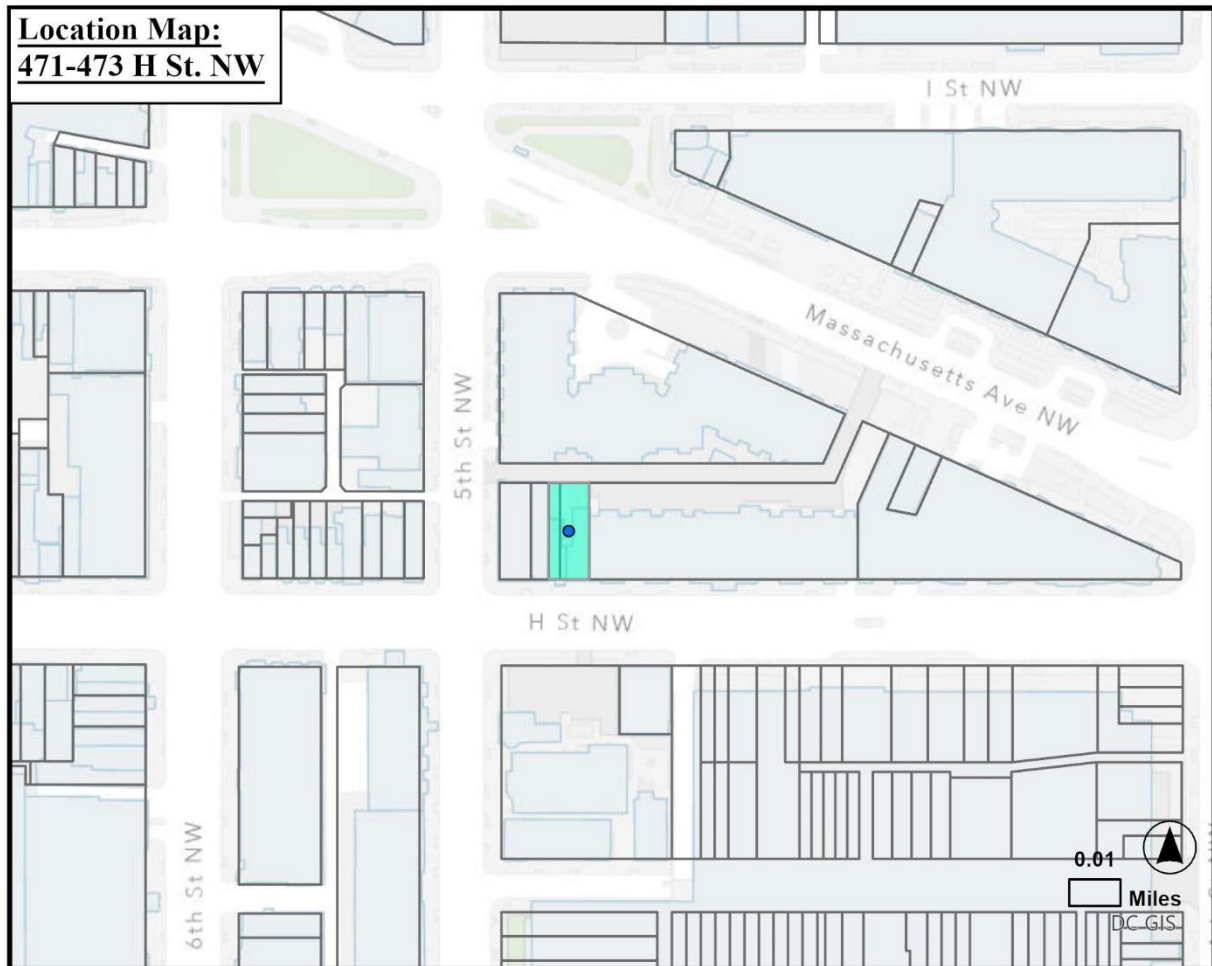 Location Map:
471-473 H St. NW
I St NW
Massachusetts Ave NW
5th St NW
H St NW
6th St NW
0.01
Miles
DC GIS